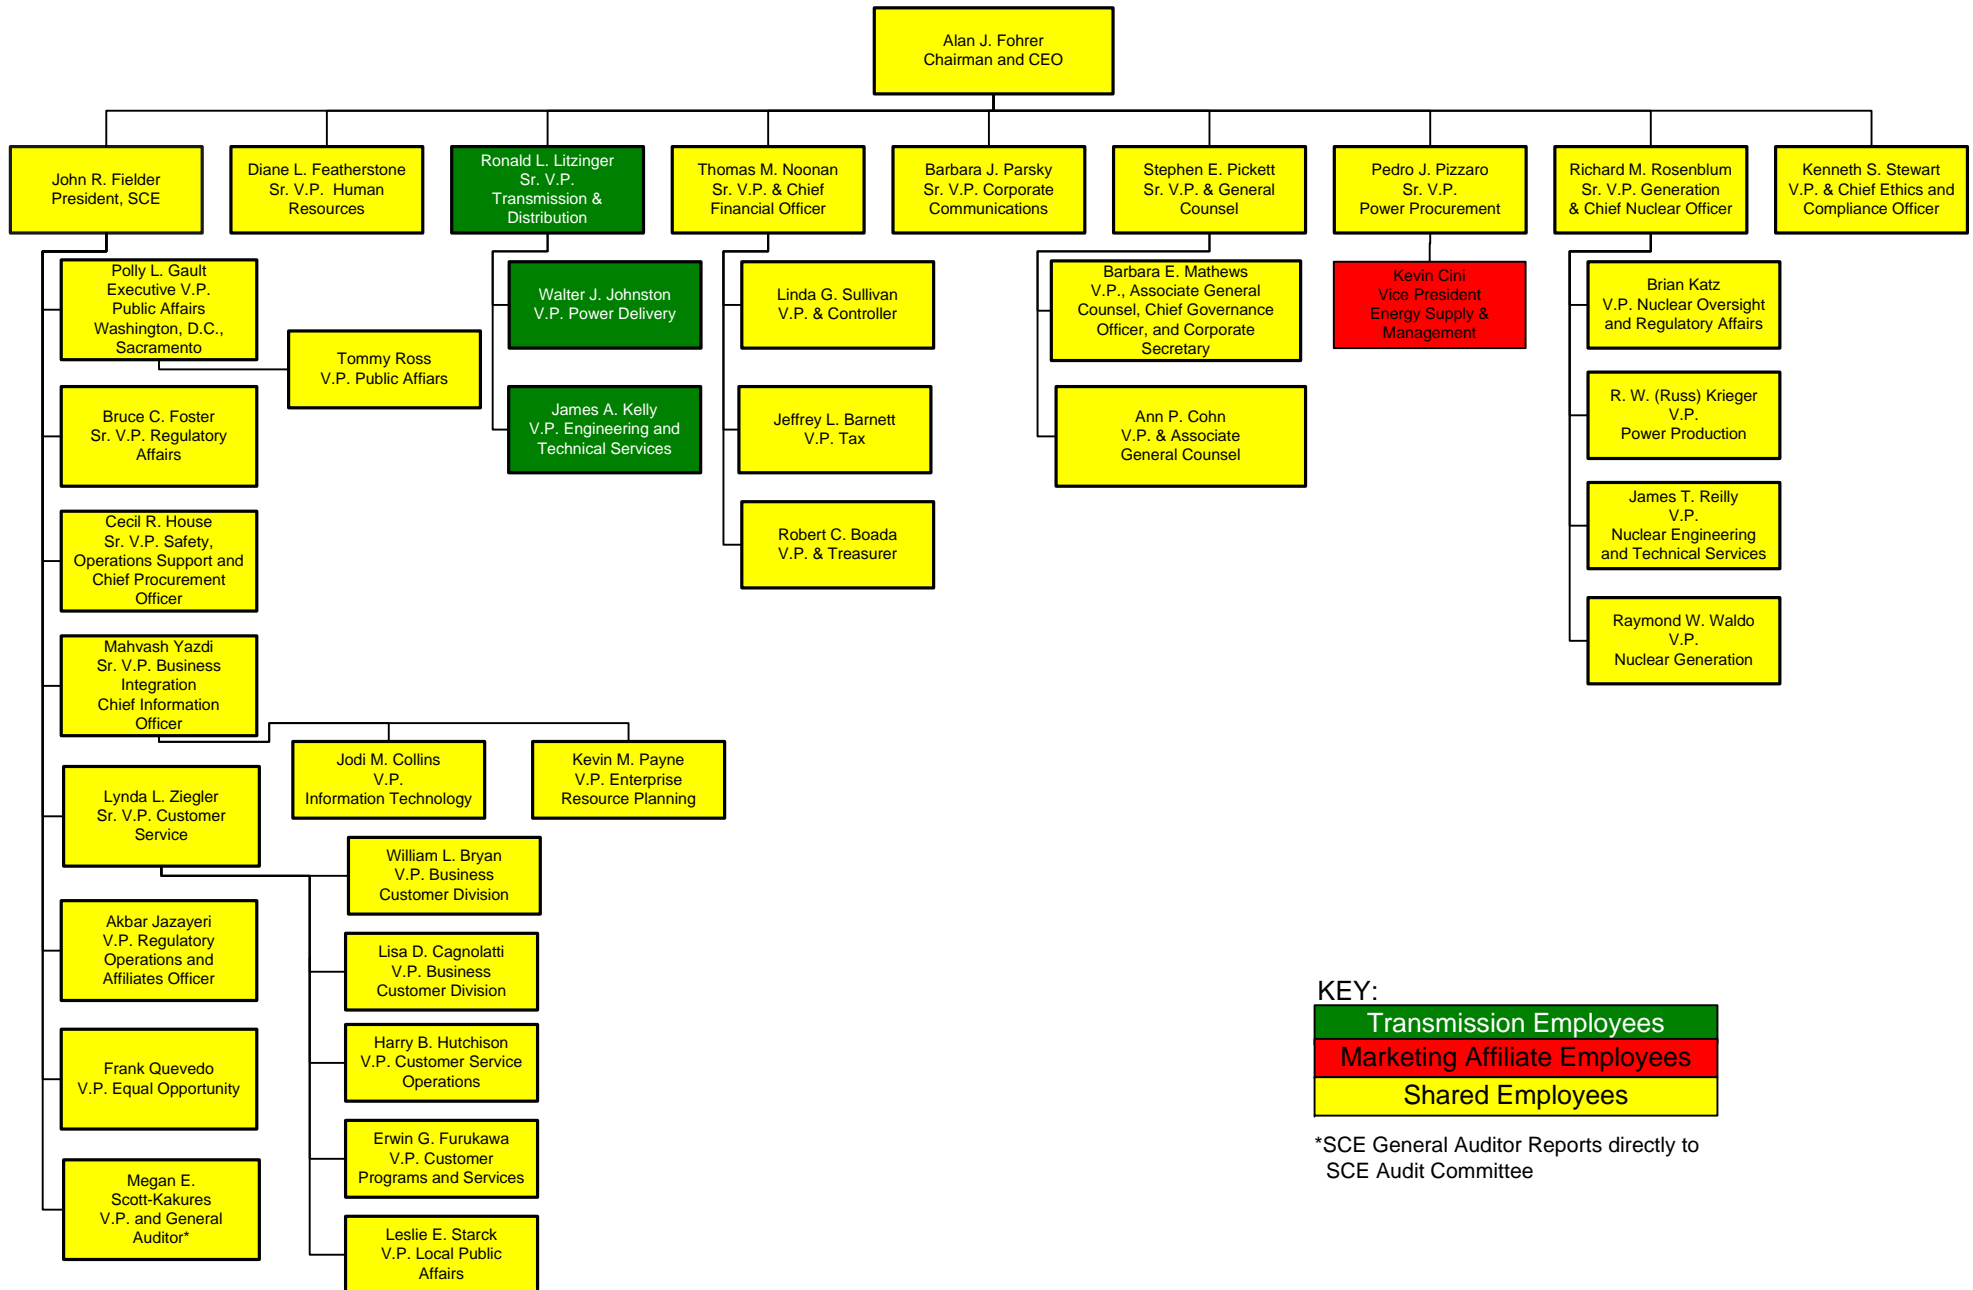 Alan J. Fohrer
Chairman and CEO
John R. Fielder
President, SCE
Diane L. Featherstone
Sr. V.P.  Human
Resources
Ronald L. Litzinger
Sr. V.P.
Transmission &
Distribution
Thomas M. Noonan
Sr. V.P. & Chief
Financial Officer
Barbara J. Parsky
Sr. V.P. Corporate
Communications
Stephen E. Pickett
Sr. V.P. & General
Counsel
Pedro J. Pizzaro
Sr. V.P.
Power Procurement
Richard M. Rosenblum
Sr. V.P. Generation
& Chief Nuclear Officer
Kenneth S. Stewart
V.P. & Chief Ethics and
Compliance Officer
Polly L. Gault
Executive V.P.
Public Affairs
Washington, D.C.,
Sacramento
Tommy Ross
V.P. Public Affiars
Bruce C. Foster
Sr. V.P. Regulatory
Affairs
Cecil R. House
Sr. V.P. Safety,
Operations Support and
Chief Procurement
Officer
Mahvash Yazdi
Sr. V.P. Business
Integration
Chief Information
Officer
Jodi M. Collins
V.P.
Information Technology
Kevin M. Payne
V.P. Enterprise
Resource Planning
Lynda L. Ziegler
Sr. V.P. Customer
Service
William L. Bryan
V.P. Business
Customer Division
Lisa D. Cagnolatti
V.P. Business
Customer Division
Harry B. Hutchison
V.P. Customer Service
Operations
Erwin G. Furukawa
V.P. Customer
Programs and Services
Leslie E. Starck
V.P. Local Public
Affairs
Akbar Jazayeri
V.P. Regulatory
Operations and
Affiliates Officer
Frank Quevedo
V.P. Equal Opportunity
Megan E.
Scott-Kakures
V.P. and General
Auditor*
Walter J. Johnston
V.P. Power Delivery
James A. Kelly
V.P. Engineering and
Technical Services
Linda G. Sullivan
V.P. & Controller
Jeffrey L. Barnett
V.P. Tax
Robert C. Boada
V.P. & Treasurer
Barbara E. Mathews
V.P., Associate General
Counsel, Chief Governance
Officer, and Corporate
Secretary
Ann P. Cohn
V.P. & Associate
General Counsel
Kevin Cini
Vice President
Energy Supply &
Management
Brian Katz
V.P. Nuclear Oversight
and Regulatory Affairs
R. W. (Russ) Krieger
V.P.
Power Production
James T. Reilly
V.P.
Nuclear Engineering
and Technical Services
Raymond W. Waldo
V.P.
Nuclear Generation
KEY:
Transmission Employees
Marketing Affiliate Employees
Shared Employees
*SCE General Auditor Reports directly to
SCE Audit Committee